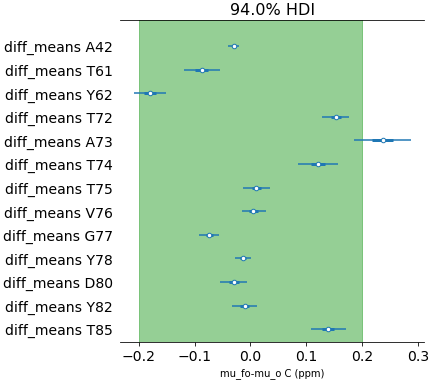 94.0% HDI
diff_means A42
diff_means T61
diff_means Y62
diff_means T72
diff_means A73
diff_means T74
diff_means T75
diff_means V76
diff_means G77
diff_means Y78
diff_means D80
diff_means Y82
diff_means T85
−0.2 −0.1 0.0 0.1 0.2 0.3
mu_fo-mu_o C (ppm)